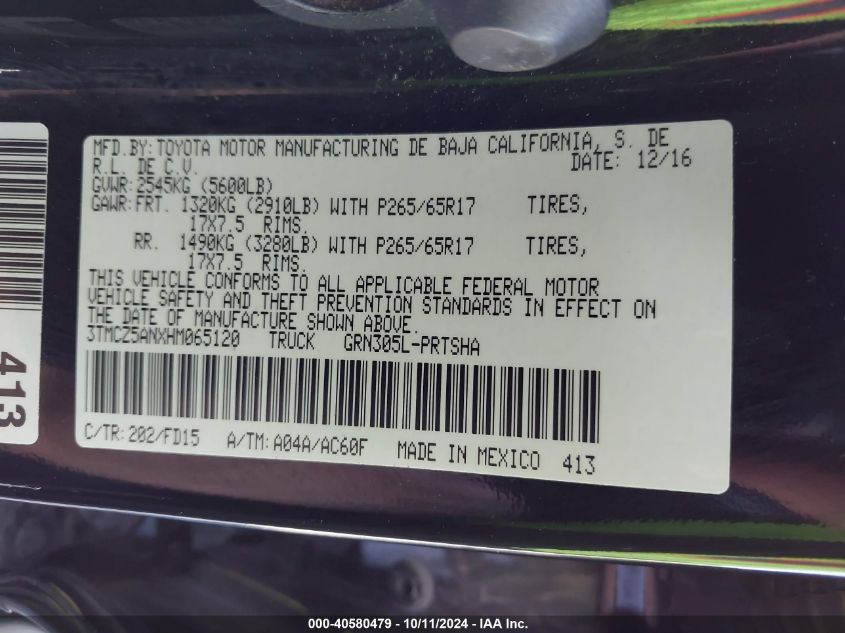 MFD.BY: TOYOTA MOTOR MANUFACTURING DE BAJA CALIFORNIA, S. DE
R.L. DE C.V. DATE: 12/16
GVWR: 2545KG (5600LB)
GAWR: FRT. 1320KG (2910LB) WITH P265/65R17 TIRES,
17X7.5 RIMS.
RR. 1490KG (3280LB) WITH P265/65R17 TIRES,
17X7.5 RIMS.
THIS VEHICLE CONFORMS TO ALL APPLICABLE FEDERAL MOTOR
VEHICLE SAFETY AND THEFT PREVENTION STANDARDS IN EFFECT ON
THE DATE OF MANUFACTURE SHOWN ABOVE.
3TMCZ5ANXHM065120 TRUCK GRN305L-PRTSHA
C/TR: 202/FD15 A/TM: A04A/AC60F MADE IN MEXICO 413
413
000-40580479 - 10/11/2024 - IAA Inc.